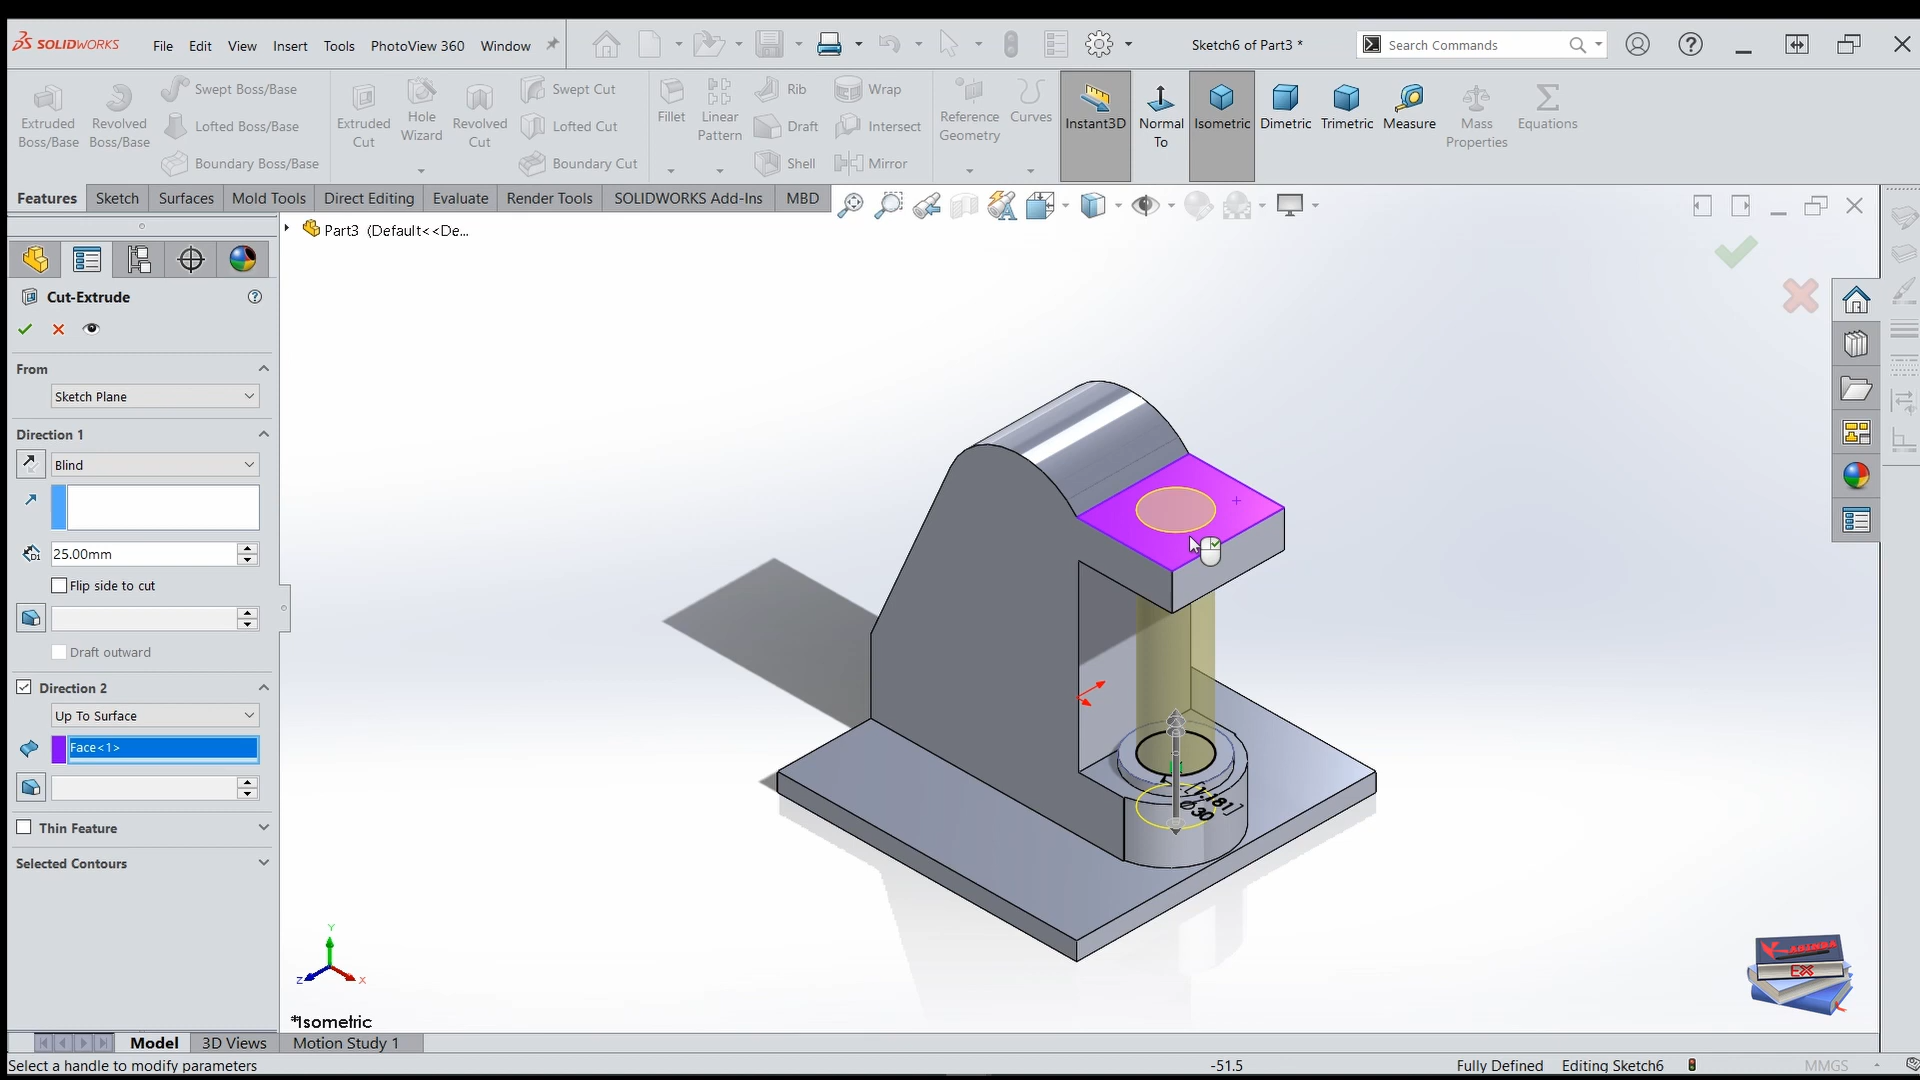 SOLIDWORKS File Edit View Insert Tools PhotoView 360 Window Sketch6 of Part3 * Search Commands
Extruded Boss/Base
Revolved Boss/Base
Swept Boss/Base
Lofted Boss/Base
Boundary Boss/Base
Extruded Cut
Hole Wizard
Revolved Cut
Swept Cut
Lofted Cut
Boundary Cut
Fillet
Linear Pattern
Rib
Draft
Shell
Wrap
Intersect
Mirror
Reference Geometry
Curves
Instant3D
Normal To
Isometric
Dimetric
Trimetric
Measure
Mass Properties
Equations
Features Sketch Surfaces Mold Tools Direct Editing Evaluate Render Tools SOLIDWORKS Add-Ins MBD
Part3 (Default<<De...
Cut-Extrude
From
Sketch Plane
Direction 1
Blind
25.00mm
Flip side to cut
Draft outward
Direction 2
Up To Surface
Face<1>
Thin Feature
Selected Contours
[1.181]
Ø30
Y
Z
X
*Isometric
EX
Model 3D Views Motion Study 1
Select a handle to modify parameters -51.5 Fully Defined Editing Sketch6 MMGS